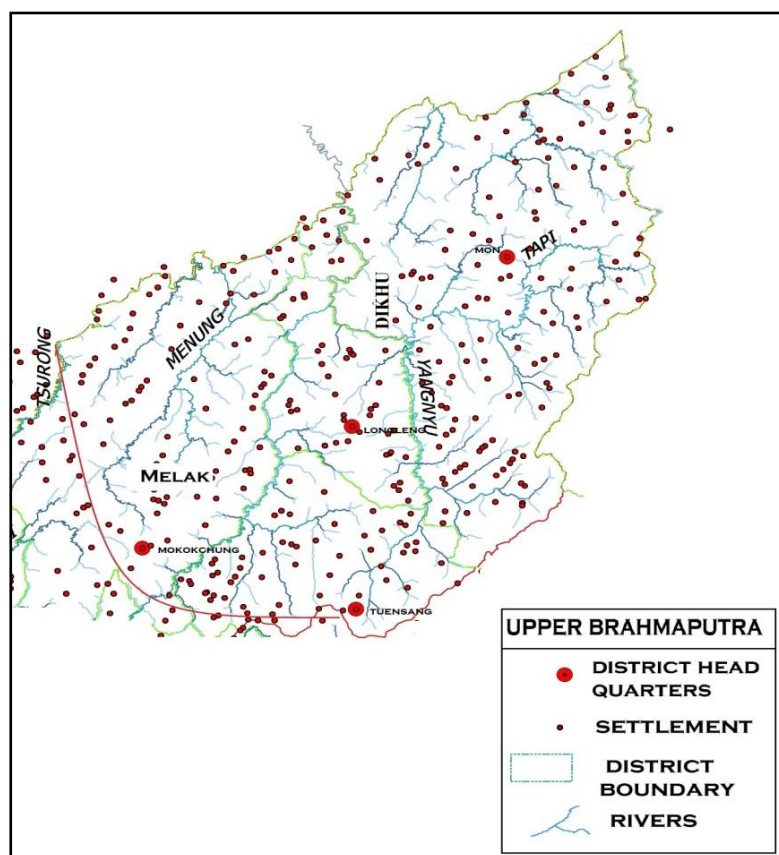 MON
TAPI
DIKHU
MENUNG
TSURONG
YANGNYU
LONGLENG
MELAK
MOKOKCHUNG
TUENSANG
UPPER BRAHMAPUTRA
DISTRICT HEAD
QUARTERS
SETTLEMENT
DISTRICT
BOUNDARY
RIVERS